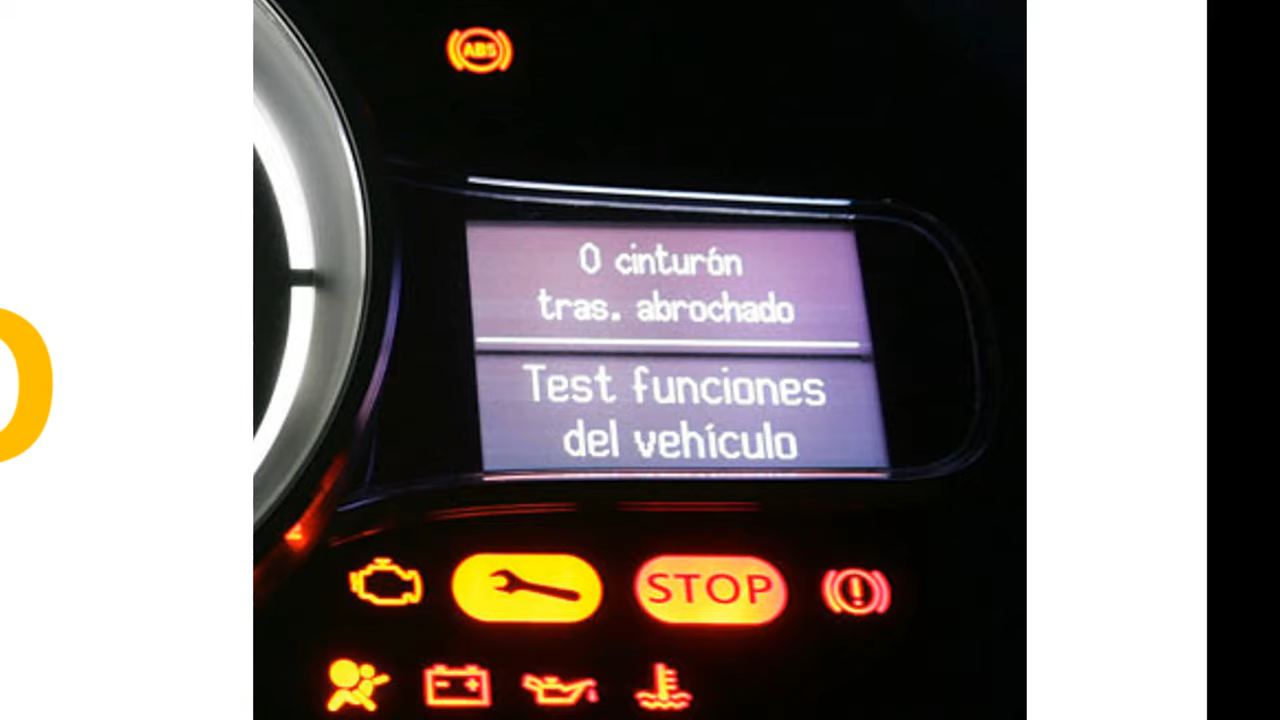 ABS
0 cinturón
tras. abrochado
Test funciones
del vehículo
STOP